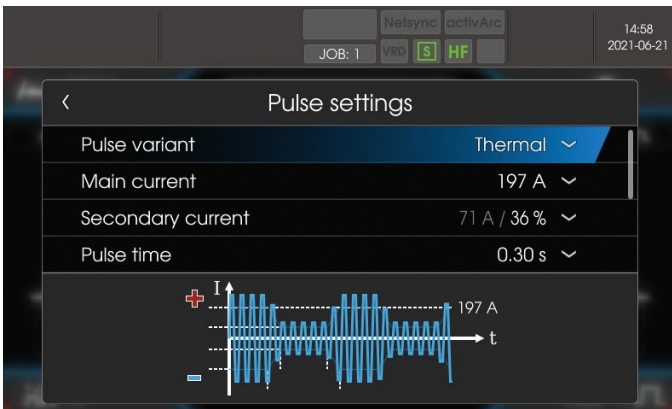 Netsync activArc
14:58
JOB: 1 VRD S HF
2021-06-21
Pulse settings
Pulse variant Thermal
Main current 197 A
Secondary current 71 A / 36 %
Pulse time 0.30 s
+ I
197 A
t
-